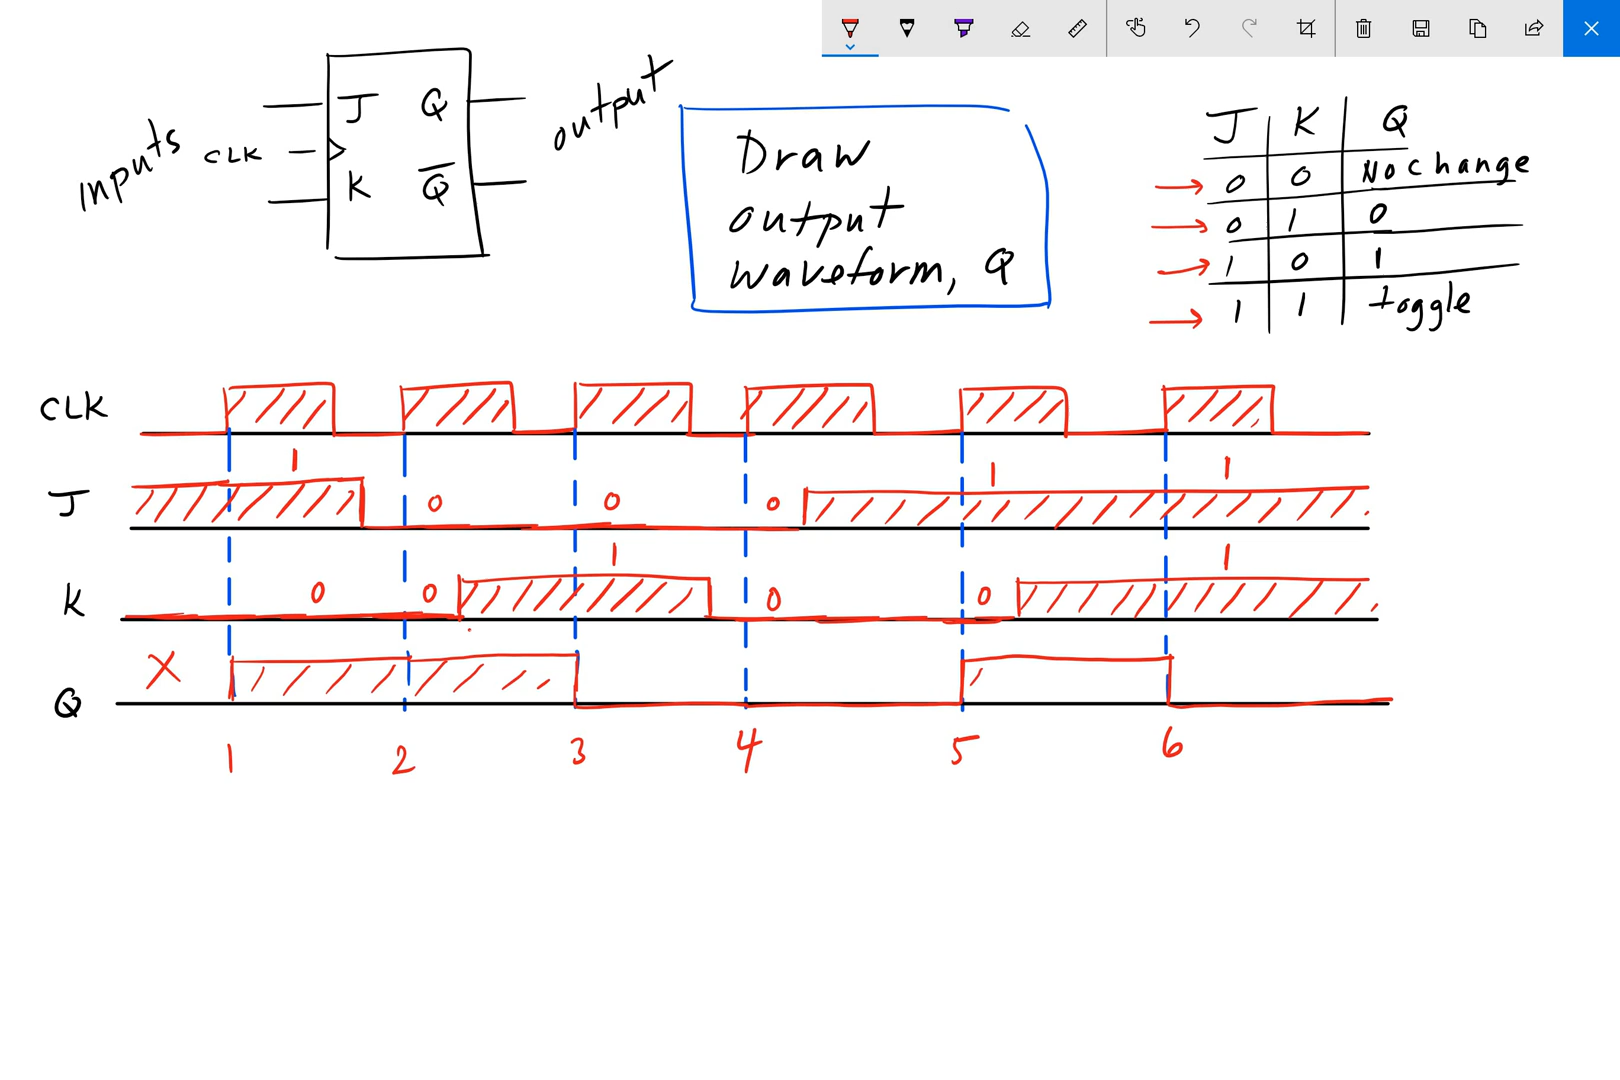 J Q
CLK
K Q̅
Inputs
output
Draw
output
waveform, Q
J K Q
0 0 No change
0 1 0
1 0 1
1 1 toggle
CLK
1 1 1
J 0 0 0
1 1
K 0 0 0 0
X
Q
1 2 3 4 5 6